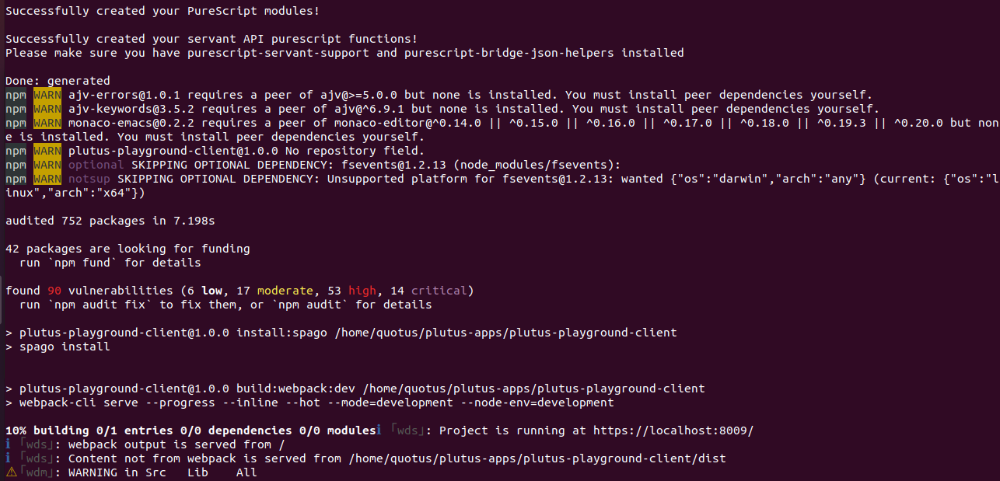 Successfully created your PureScript modules!
Successfully created your servant API purescript functions!
Please make sure you have purescript-servant-support and purescript-bridge-json-helpers installed
Done: generated
npm WARN ajv-errors@1.0.1 requires a peer of ajv@>=5.0.0 but none is installed. You must install peer dependencies yourself.
npm WARN ajv-keywords@3.5.2 requires a peer of ajv@^6.9.1 but none is installed. You must install peer dependencies yourself.
npm WARN monaco-emacs@0.2.2 requires a peer of monaco-editor@^0.14.0 || ^0.15.0 || ^0.16.0 || ^0.17.0 || ^0.18.0 || ^0.19.3 || ^0.20.0 but non
e is installed. You must install peer dependencies yourself.
npm WARN plutus-playground-client@1.0.0 No repository field.
npm WARN optional SKIPPING OPTIONAL DEPENDENCY: fsevents@1.2.13 (node_modules/fsevents):
npm WARN notsup SKIPPING OPTIONAL DEPENDENCY: Unsupported platform for fsevents@1.2.13: wanted {"os":"darwin","arch":"any"} (current: {"os":"l
inux","arch":"x64"})
audited 752 packages in 7.198s
42 packages are looking for funding
  run `npm fund` for details
found 90 vulnerabilities (6 low, 17 moderate, 53 high, 14 critical)
  run `npm audit fix` to fix them, or `npm audit` for details
> plutus-playground-client@1.0.0 install:spago /home/quotus/plutus-apps/plutus-playground-client
> spago install
> plutus-playground-client@1.0.0 build:webpack:dev /home/quotus/plutus-apps/plutus-playground-client
> webpack-cli serve --progress --inline --hot --mode=development --node-env=development
10% building 0/1 entries 0/0 dependencies 0/0 modulesℹ ｢wds｣: Project is running at https://localhost:8009/
ℹ ｢wds｣: webpack output is served from /
ℹ ｢wds｣: Content not from webpack is served from /home/quotus/plutus-apps/plutus-playground-client/dist
⚠ ｢wdm｣: WARNING in Src   Lib    All